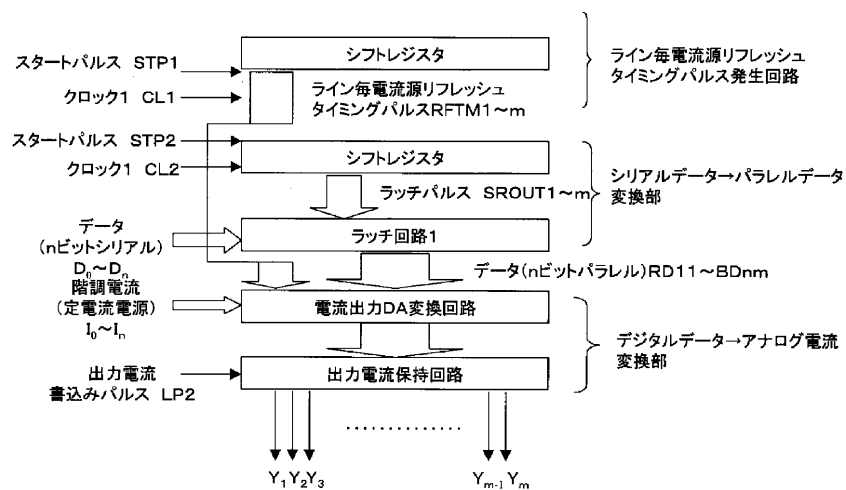 シフトレジスタ
スタートパルス STP1
ライン毎電流源リフレッシュ
タイミングパルス発生回路
クロック1 CL1
ライン毎電流源リフレッシュ
タイミングパルスRFTM1～m
スタートパルス STP2
シフトレジスタ
クロック1 CL2
シリアルデータ→パラレルデータ
変換部
ラッチパルス SROUT1～m
データ
(nビットシリアル)
D₀～Dₙ
ラッチ回路1
データ(nビットパラレル)RD11～BDnm
階調電流
(定電流電源)
I₀～Iₙ
電流出力DA変換回路
デジタルデータ→アナログ電流
変換部
出力電流
書込みパルス LP2
出力電流保持回路
Y₁ Y₂ Y₃ Yₘ₋₁ Yₘ